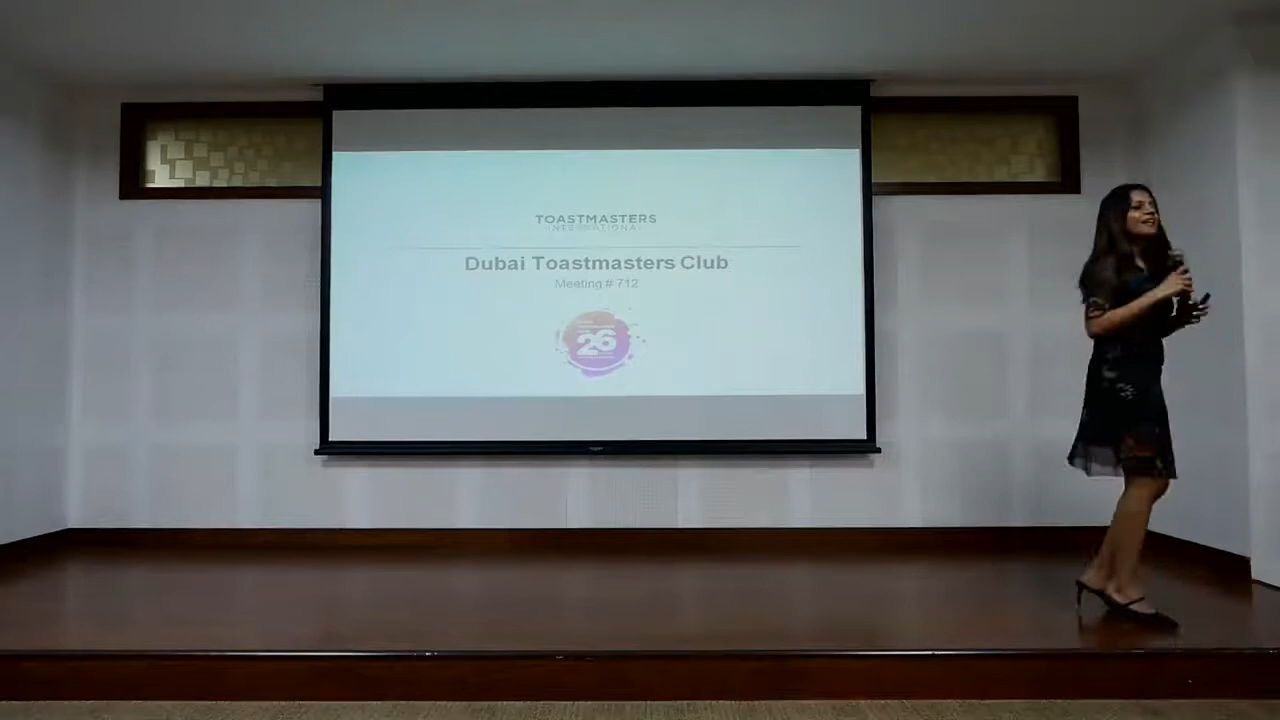 TOASTMASTERS
INTERNATIONAL
Dubai Toastmasters Club
Meeting # 712
26